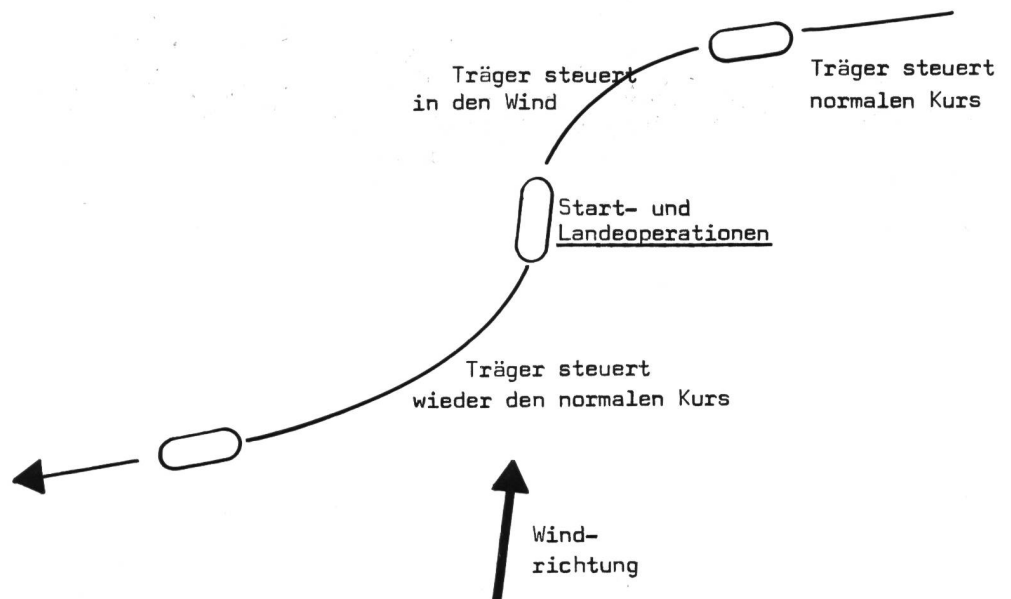 Träger steuert
normalen Kurs
Träger steuert
in den Wind
Start- und
Landeoperationen
Träger steuert
wieder den normalen Kurs
Wind-
richtung